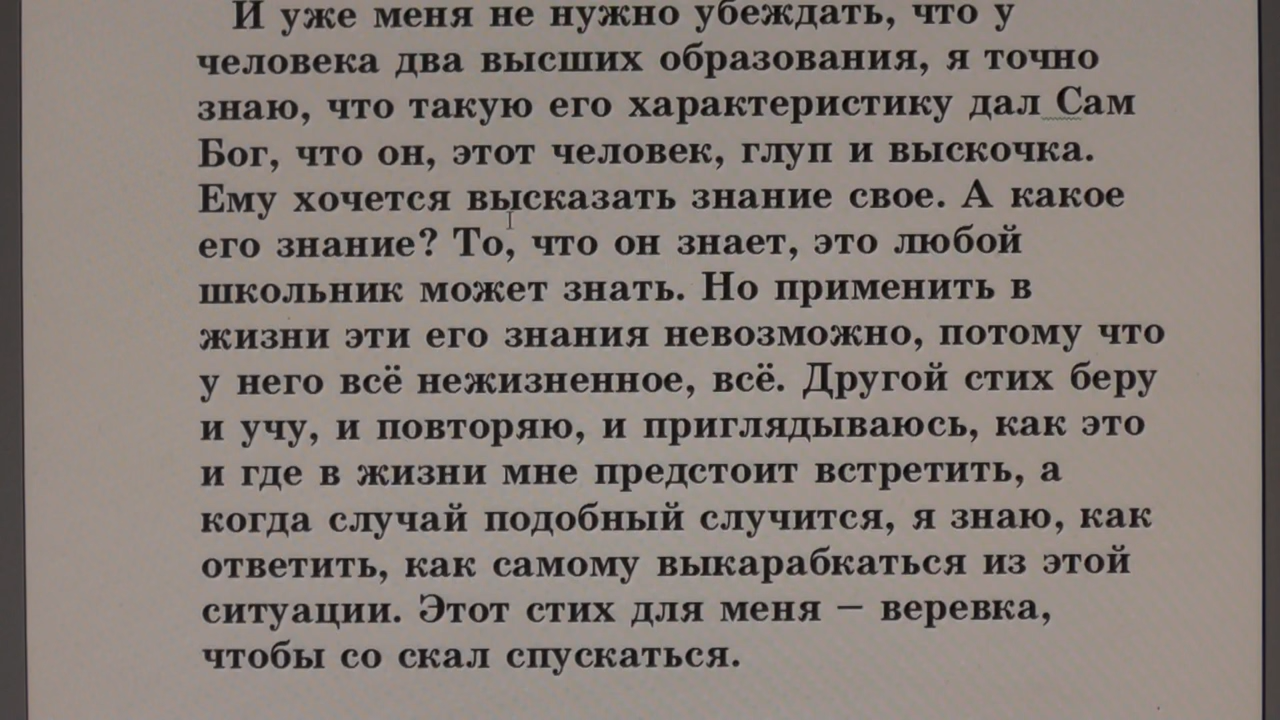 И уже меня не нужно убеждать, что у
человека два высших образования, я точно
знаю, что такую его характеристику дал Сам
Бог, что он, этот человек, глуп и выскочка.
Ему хочется высказать знание свое. А какое
его знание? То, что он знает, это любой
школьник может знать. Но применить в
жизни эти его знания невозможно, потому что
у него всё нежизненное, всё. Другой стих беру
и учу, и повторяю, и приглядываюсь, как это
и где в жизни мне предстоит встретить, а
когда случай подобный случится, я знаю, как
ответить, как самому выкарабкаться из этой
ситуации. Этот стих для меня – веревка,
чтобы со скал спускаться.